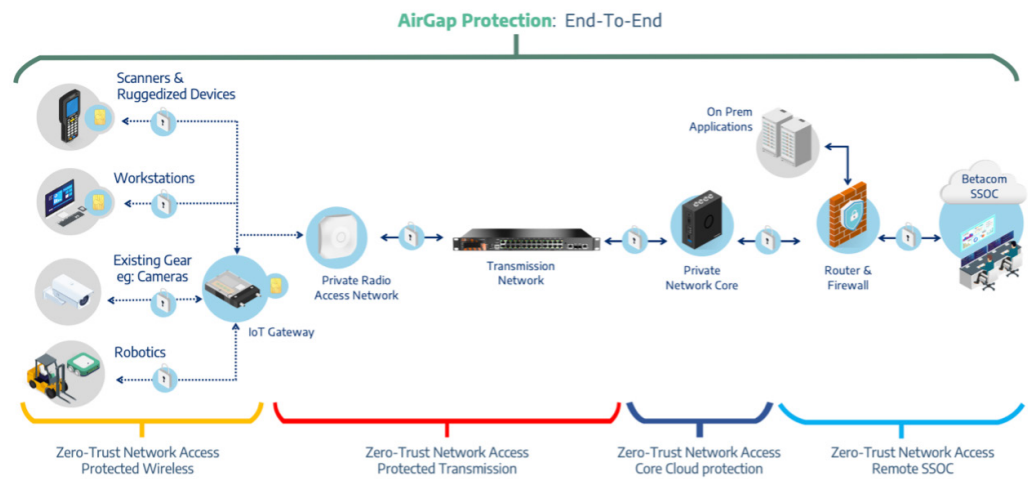 AirGap Protection: End-To-End
Scanners &
Ruggedized Devices
Workstations
Existing Gear
eg: Cameras
Robotics
IoT Gateway
Private Radio
Access Network
Transmission
Network
Private
Network Core
On Prem
Applications
Router &
Firewall
Betacom
SSOC
Zero-Trust Network Access
Protected Wireless
Zero-Trust Network Access
Protected Transmission
Zero-Trust Network Access
Core Cloud protection
Zero-Trust Network Access
Remote SSOC